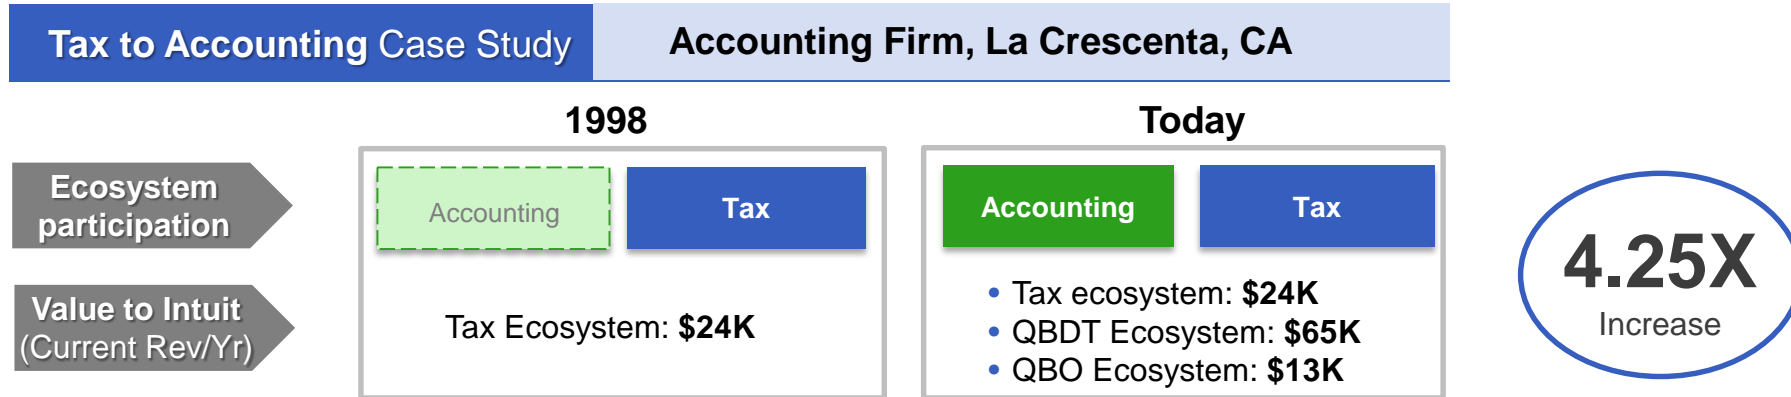 Tax to Accounting Case Study
Accounting Firm, La Crescenta, CA
1998
Today
Ecosystem
participation
Accounting
Tax
Accounting
Tax
Value to Intuit
(Current Rev/Yr)
Tax Ecosystem: $24K
• Tax ecosystem: $24K
• QBDT Ecosystem: $65K
• QBO Ecosystem: $13K
4.25X
Increase